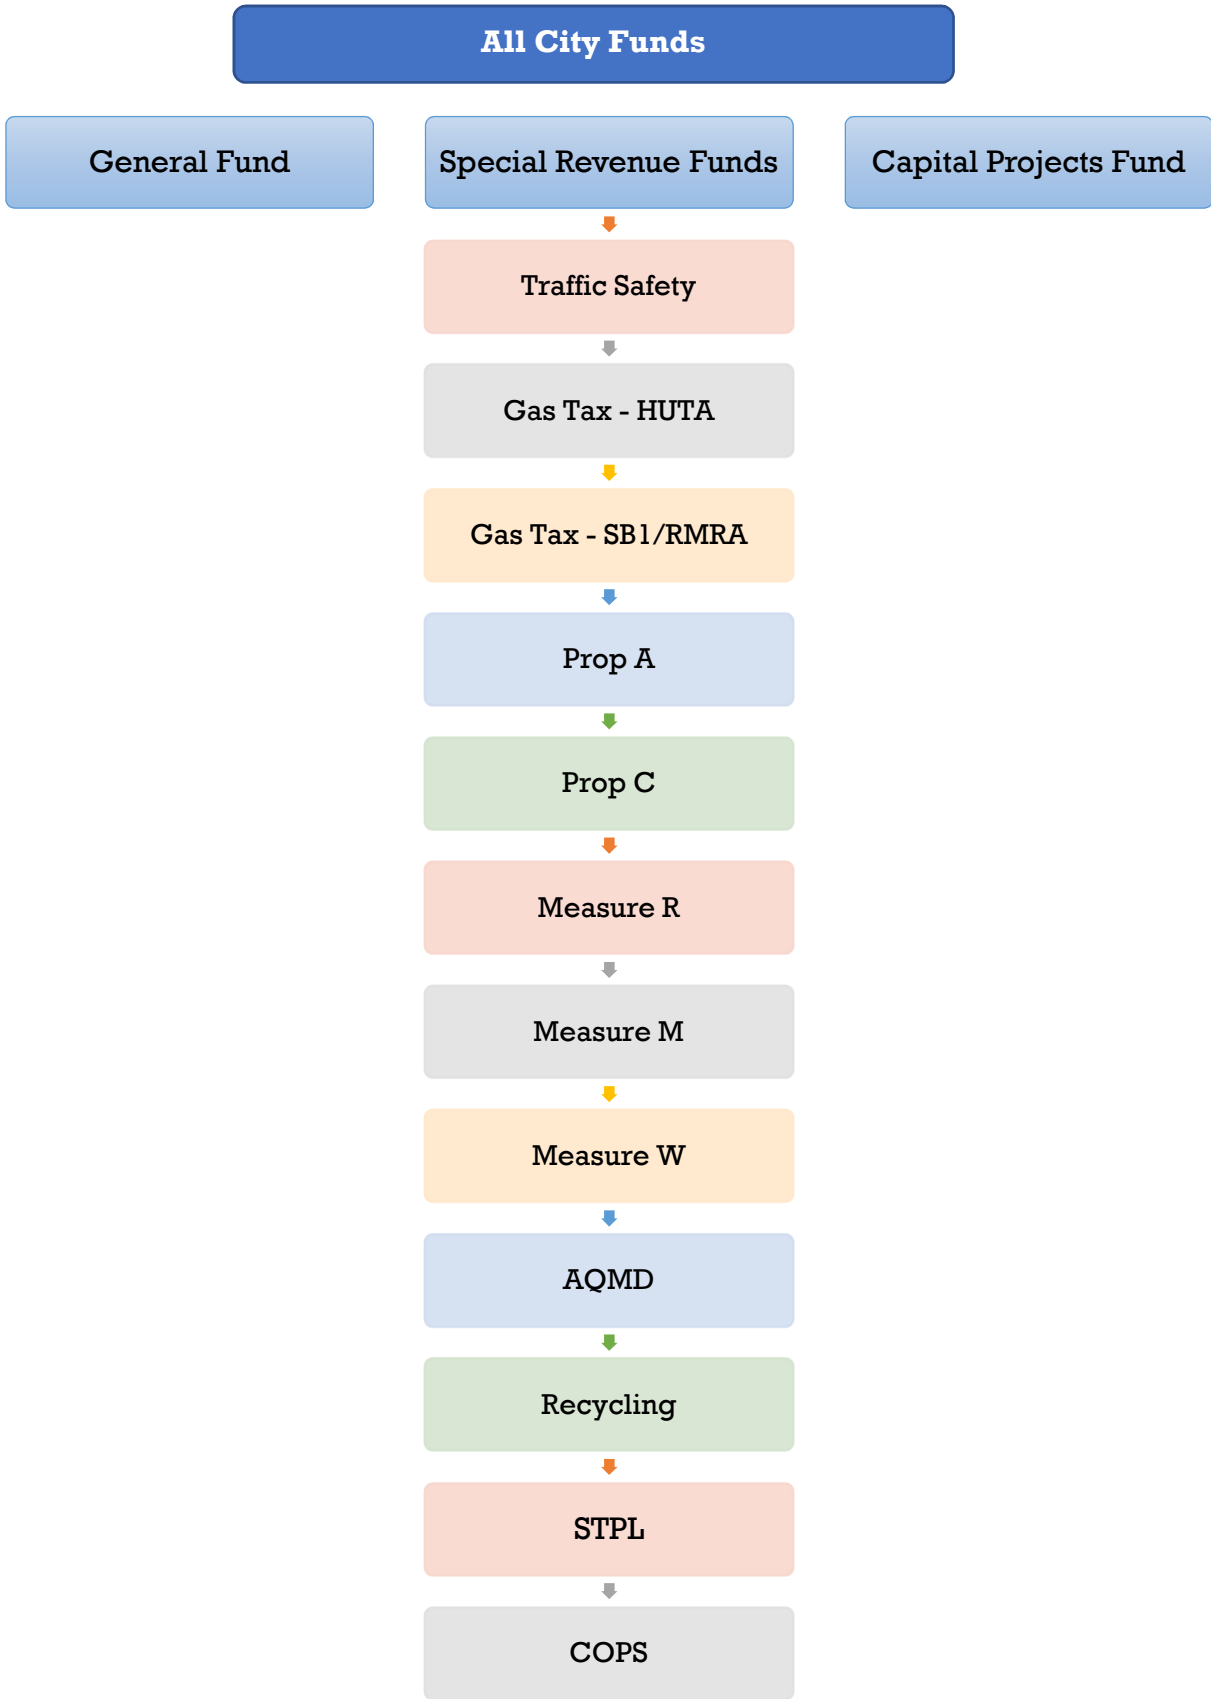 All City Funds
General Fund
Special Revenue Funds
Capital Projects Fund
Traffic Safety
Gas Tax - HUTA
Gas Tax - SB1/RMRA
Prop A
Prop C
Measure R
Measure M
Measure W
AQMD
Recycling
STPL
COPS